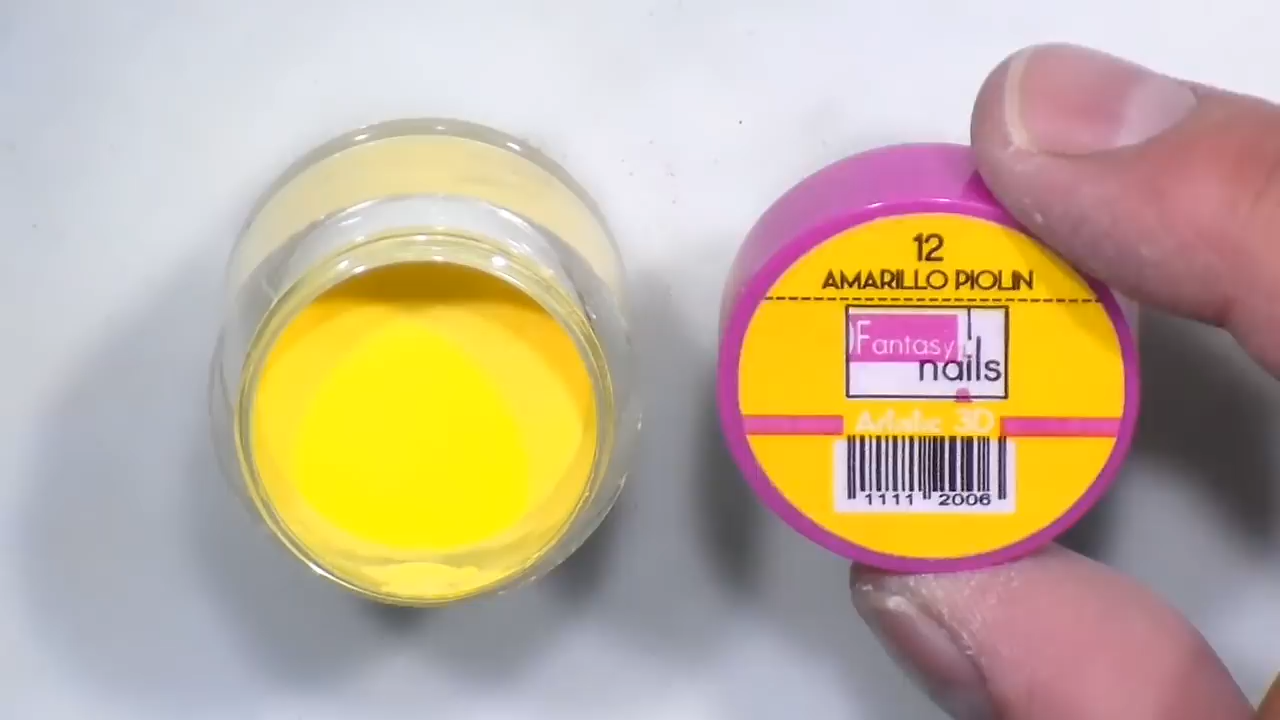 12
AMARILLO PIOLIN
Fantasy
nails
Artistic 3D
1111 2006